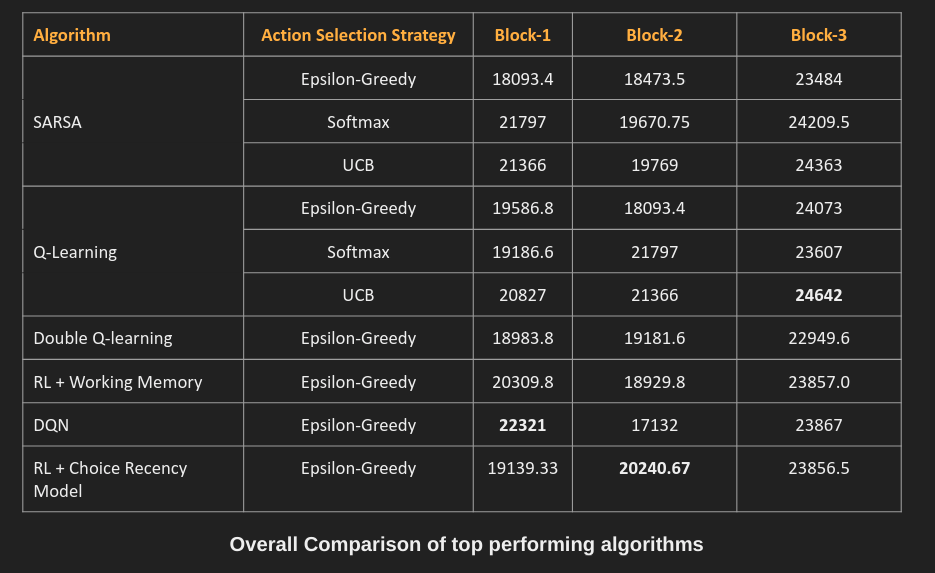 Algorithm Action Selection Strategy Block-1 Block-2 Block-3
Epsilon-Greedy 18093.4 18473.5 23484
SARSA Softmax 21797 19670.75 24209.5
UCB 21366 19769 24363
Epsilon-Greedy 19586.8 18093.4 24073
Q-Learning Softmax 19186.6 21797 23607
UCB 20827 21366 24642
Double Q-learning Epsilon-Greedy 18983.8 19181.6 22949.6
RL + Working Memory Epsilon-Greedy 20309.8 18929.8 23857.0
DQN Epsilon-Greedy 22321 17132 23867
RL + Choice Recency Epsilon-Greedy 19139.33 20240.67 23856.5
Model
Overall Comparison of top performing algorithms